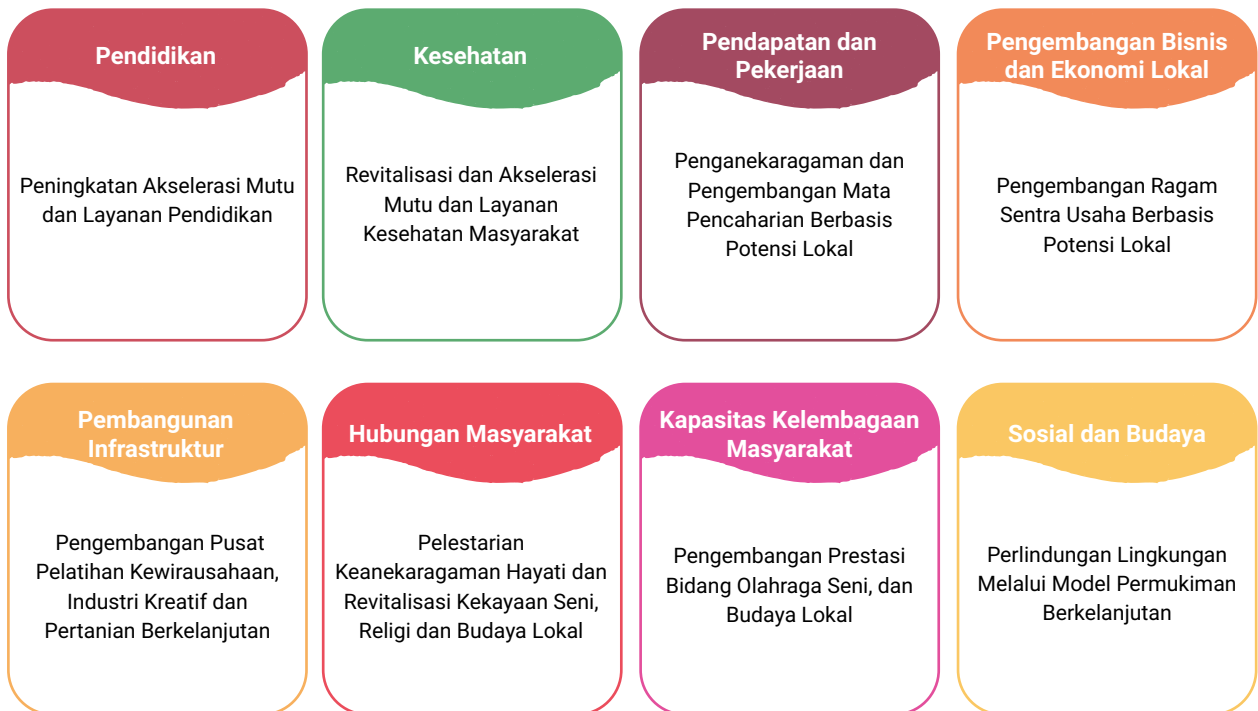 Pendidikan
Peningkatan Akselerasi Mutu
dan Layanan Pendidikan
Kesehatan
Revitalisasi dan Akselerasi
Mutu dan Layanan
Kesehatan Masyarakat
Pendapatan dan
Pekerjaan
Penganekaragaman dan
Pengembangan Mata
Pencaharian Berbasis
Potensi Lokal
Pengembangan Bisnis
dan Ekonomi Lokal
Pengembangan Ragam
Sentra Usaha Berbasis
Potensi Lokal
Pembangunan
Infrastruktur
Pengembangan Pusat
Pelatihan Kewirausahaan,
Industri Kreatif dan
Pertanian Berkelanjutan
Hubungan Masyarakat
Pelestarian
Keanekaragaman Hayati dan
Revitalisasi Kekayaan Seni,
Religi dan Budaya Lokal
Kapasitas Kelembagaan
Masyarakat
Pengembangan Prestasi
Bidang Olahraga Seni, dan
Budaya Lokal
Sosial dan Budaya
Perlindungan Lingkungan
Melalui Model Permukiman
Berkelanjutan